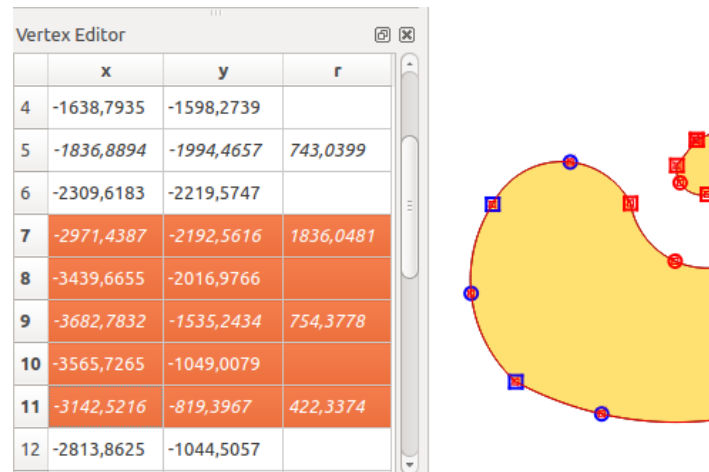 Vertex Editor
x y r
4 -1638,7935 -1598,2739
5 -1836,8894 -1994,4657 743,0399
6 -2309,6183 -2219,5747
7 -2971,4387 -2192,5616 1836,0481
8 -3439,6655 -2016,9766
9 -3682,7832 -1535,2434 754,3778
10 -3565,7265 -1049,0079
11 -3142,5216 -819,3967 422,3374
12 -2813,8625 -1044,5057